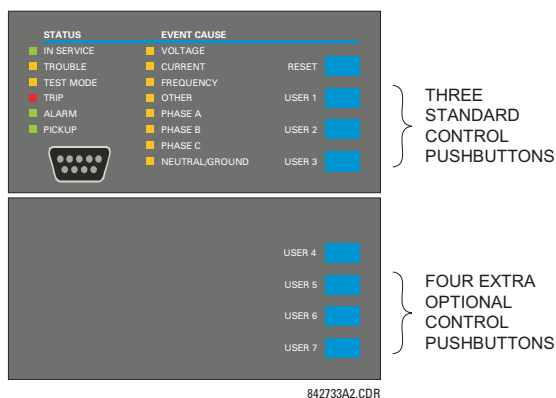 STATUS EVENT CAUSE
IN SERVICE VOLTAGE
TROUBLE CURRENT RESET
TEST MODE FREQUENCY
TRIP OTHER USER 1
ALARM PHASE A
PICKUP PHASE B USER 2
PHASE C
NEUTRAL/GROUND USER 3
THREE
STANDARD
CONTROL
PUSHBUTTONS
USER 4
USER 5
USER 6
USER 7
FOUR EXTRA
OPTIONAL
CONTROL
PUSHBUTTONS
842733A2.CDR